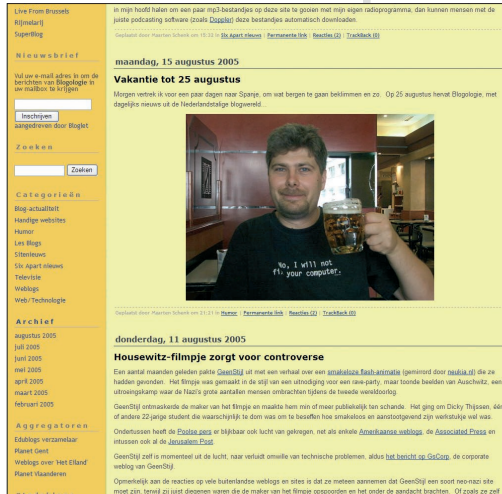 Live From Brussels
Rijmelarij
SuperBlog
Nieuwsbrief
Vul uw e-mail adres in om de
berichten van Blogologie in
uw mailbox te krijgen
Inschrijven
aangedreven door Bloglet
Zoeken
Zoeken
Categorieën
Blog-actualiteit
Handige websites
Humor
Les Blogs
Sitenieuws
Six Apart nieuws
Televisie
Weblogs
Web/Technologie
Archief
augustus 2005
juli 2005
juni 2005
mei 2005
april 2005
maart 2005
februari 2005
Aggregatoren
Edublogs verzamelaar
Planet Gent
Weblogs over 'Het Eiland'
Planet Vlaanderen
in mijn hoofd halen om een paar mp3-bestandjes op deze site te gooien met mijn eigen radioprogramma, dan kunnen mensen met de
juiste podcasting software (zoals Doppler) deze bestandjes automatisch downloaden.
Geplaatst door Maarten Schenk om in Six Apart nieuws | Permanente link | Reacties (2) | TrackBack (0)
maandag, 15 augustus 2005
Vakantie tot 25 augustus
Morgen vertrek ik voor een paar dagen naar Spanje, om wat bergen te gaan beklimmen en zo. Op 25 augustus hervat Blogologie, met
dagelijks nieuws uit de Nederlandstalige blogwereld...
No, I will not
fix your computer.
Geplaatst door Maarten Schenk om 21:21 in Humor | Permanente link | Reacties (2) | TrackBack (0)
donderdag, 11 augustus 2005
Housewitz-filmpje zorgt voor controverse
Een aantal maanden geleden pakte GeenStijl uit met een verhaal over een smakeloze flash-animatie (gemirrord door neukia.nl) die ze
hadden gevonden. Het filmpje was gemaakt in de stijl van een uitnodiging voor een rave-party, maar toonde beelden van Auschwitz, een
uitroeingskamp waar de Nazi's grote aantallen mensen ombrachten tijdens de tweede wereldoorlog.
GeenStijl ontmaskerde de maker van het filmpje en maakte hem min of meer publiekelijk ten schande. Het ging om Dicky Thijssen, één
of andere 22-jarige student die waarschijnlijk te dom was om te beseffen hoe smakeloos en aanstootgevend zijn werkstukje wel was.
Ondertussen heeft de Poolse pers er blijkbaar ook lucht van gekregen, net als enkele Amerikaanse weblogs, de Associated Press en
intussen ook al de Jerusalem Post.
GeenStijl zelf is momenteel uit de lucht, naar verluidt omwille van technische problemen, aldus het bericht op GsCorp, de corporate
weblog van GeenStijl.
Opmerkelijk aan de reacties op vele buitenlandse weblogs en sites is dat ze meteen aannemen dat GeenStijl een soort neo-nazi site
moet zijn, terwijl zij juist diegenen waren die de maker van het filmpje opspoorden en het onder de aandacht brachten. Of zoals ze zelf